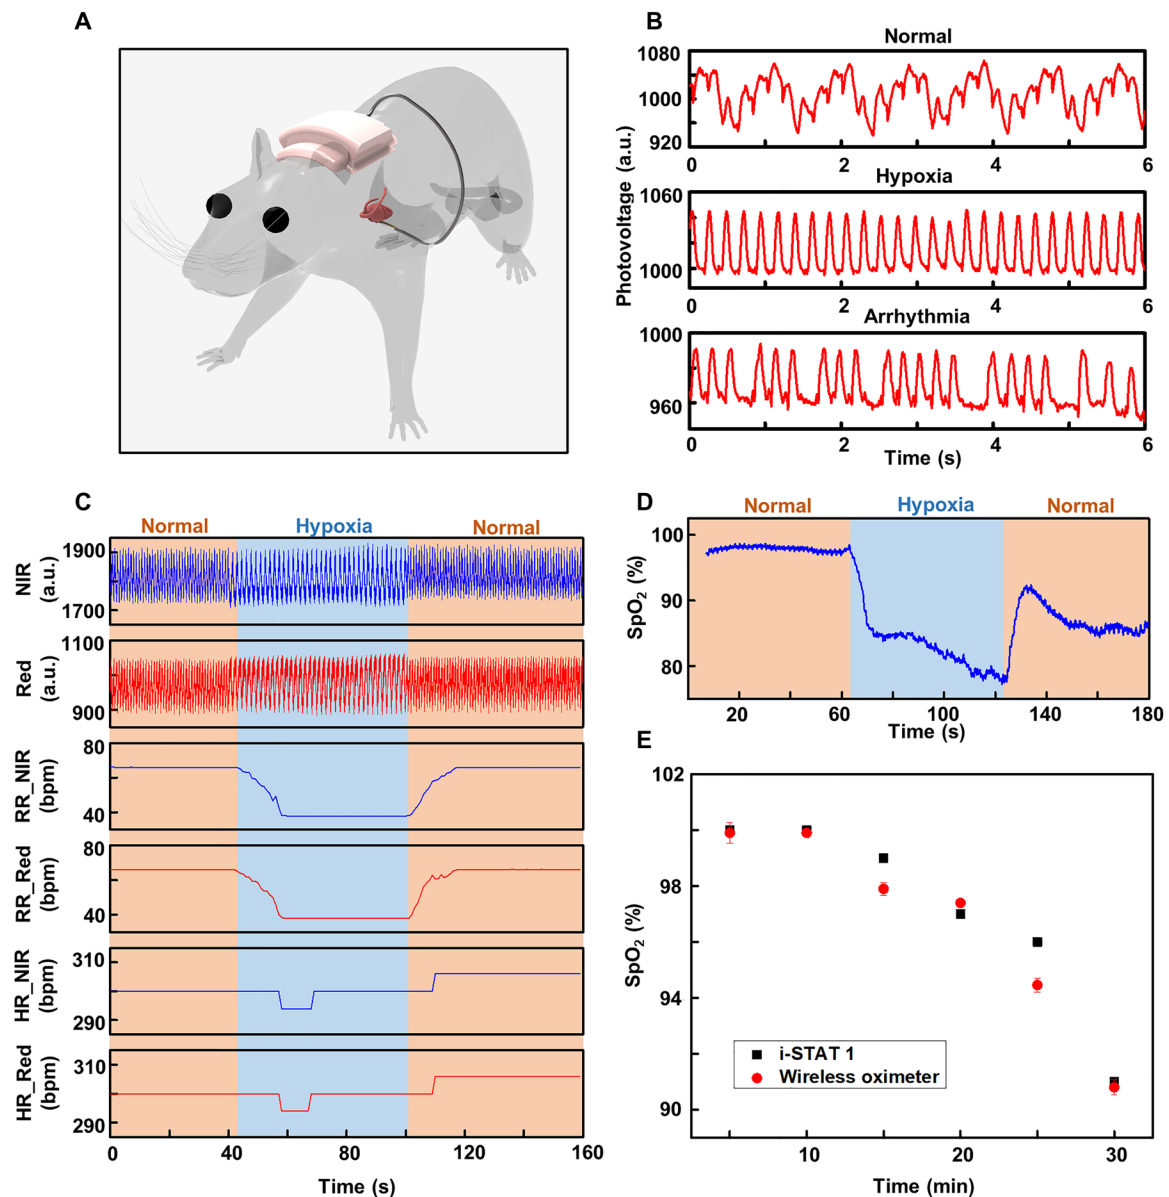 A
B
Normal
1080
1000
920
0
2
4
6
Hypoxia
1060
1000
0
2
4
6
Arrhythmia
1000
960
0
2
4
6
Photovoltage (a.u.)
Time (s)
C
Normal
Hypoxia
Normal
NIR
(a.u.)
1900
1700
Red
(a.u.)
1100
900
RR_NIR
(bpm)
80
40
RR_Red
(bpm)
80
40
HR_NIR
(bpm)
310
290
HR_Red
(bpm)
310
290
0
40
80
120
160
Time (s)
D
Normal
Hypoxia
Normal
SpO₂ (%)
100
90
80
20
60
100
140
180
Time (s)
E
SpO₂ (%)
102
98
94
90
i-STAT 1
Wireless oximeter
10
20
30
Time (min)